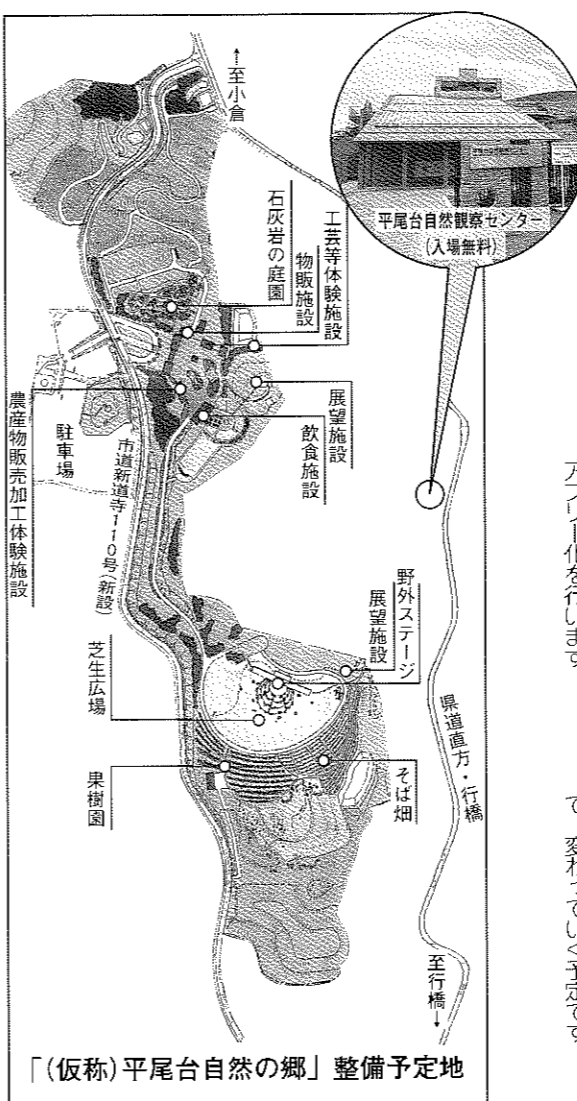 ↑至小倉
平尾台自然観察センター
(入場無料)
工芸等体験施設
物販施設
石灰岩の庭園
展望施設
飲食施設
農産物販売加工体験施設
駐車場
市道新道寺110号(新設)
野外ステージ
展望施設
芝生広場
果樹園
そば畑
県道直方・行橋
至行橋↓
「(仮称)平尾台自然の郷」整備予定地
を行います
で、変わっていく予定です